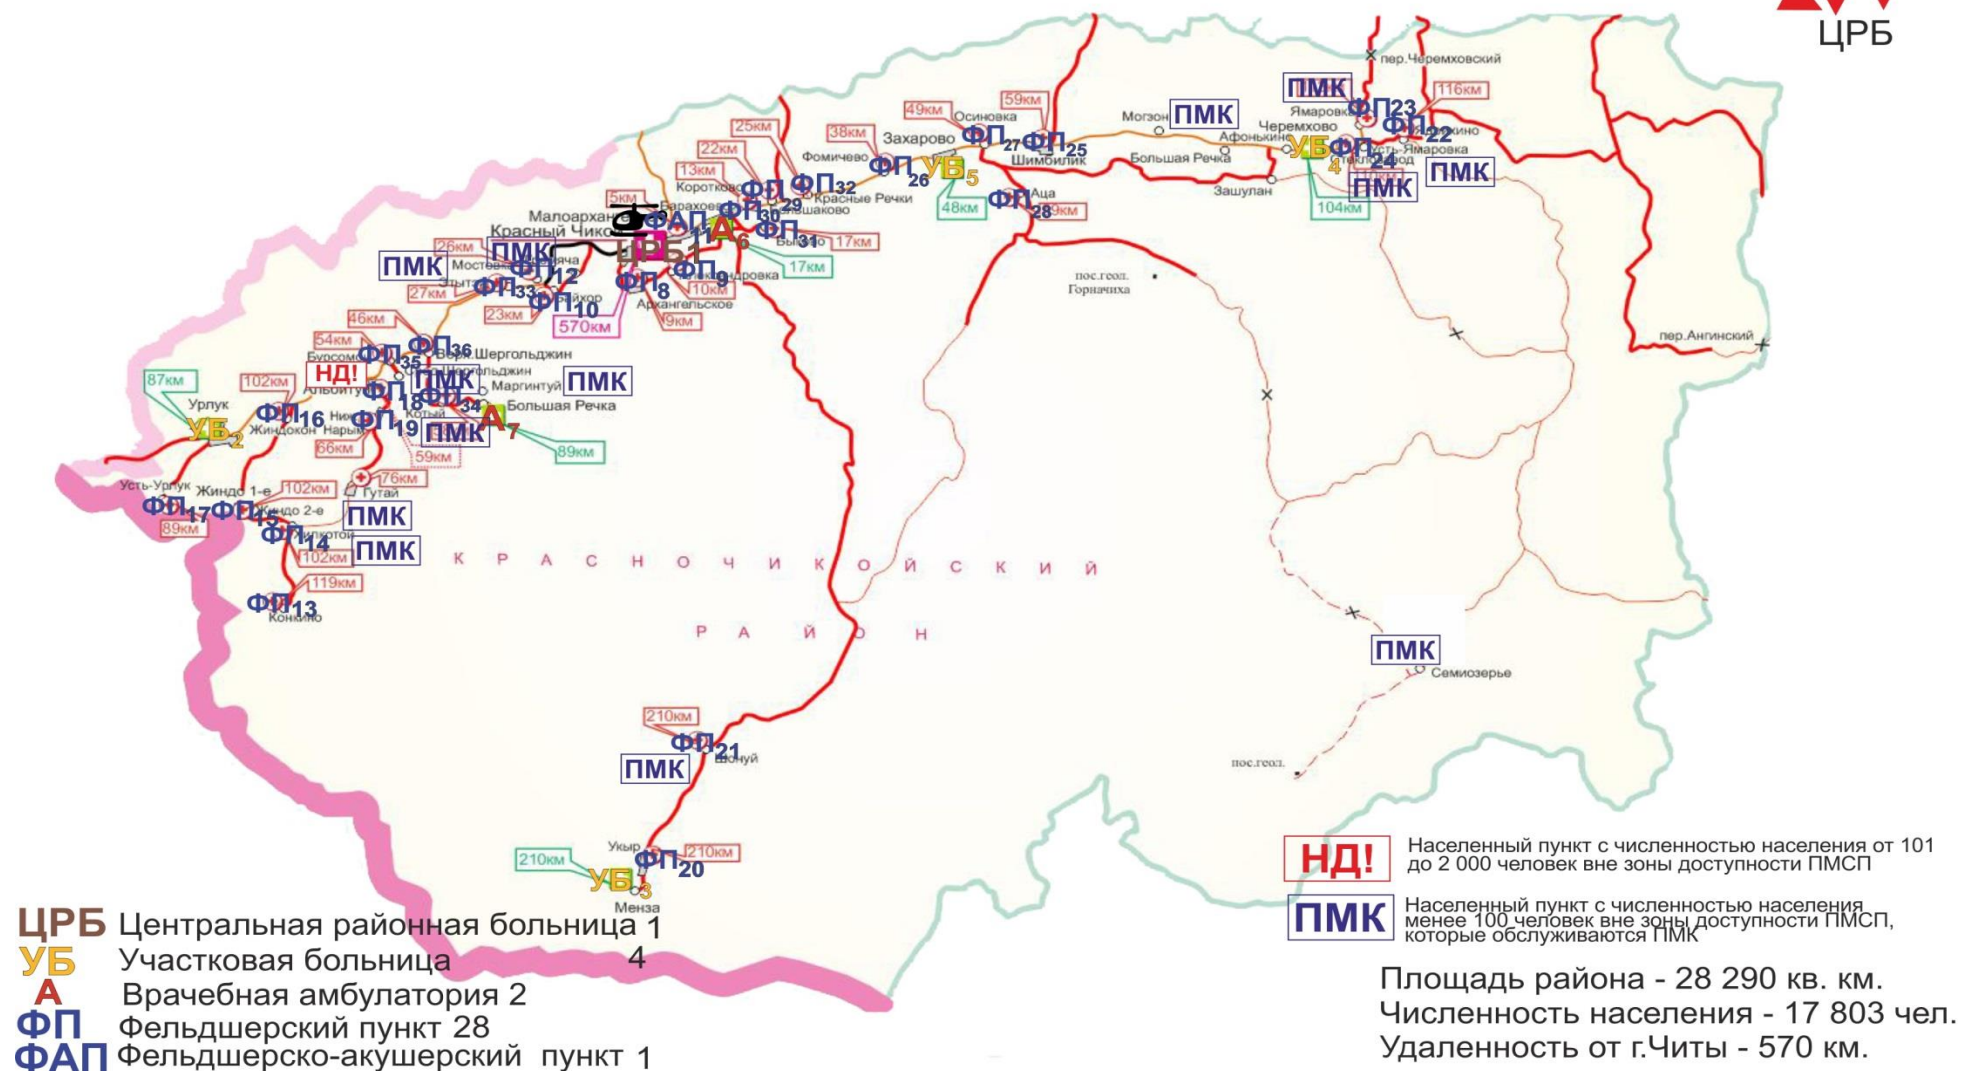 ЦРБ
пер.Черемховский
ПМК
116км
Ямаровка
ФП23
49км
59км
Осиновка
Могзон
ПМК
ФП22
25км
38км
Захарово
ФП27
ФП25
Черемхово
Афонькино
УБ4
ФП24
Усть-Ямаровка
22км
Фомичево
ФП26
УБ5
Шимбилик
Большая Речка
ПМК
13км
Коротково
ФП29
ФП32
Красные Речки
Зашулан
ПМК
5км
48км
ФП28
Аца
104км
ФАП11
ФП30
Красный Чико
А6
ФП31
17км
26км
ПМК
ЦРБ1
17км
ПМК
ФП12
ФП9
пос.геол.
Горначиха
27км
ФП33
ФП10
ФП8
10км
Архангельское
23км
570км
9км
46км
54км
ФП36
ФП35
Верх.Шергольджин
пер.Ангинский
87км
102км
НД!
ПМК
Маргинтуй
ПМК
Урлук
ФП18
ФП34
Большая Речка
УБ2
ФП16
Жиндокон
Нарым
ФП19
Котый
ПМК
А7
66км
59км
89км
76км
Гутай
Усть-Урлук
Жиндо 1-е
102км
ФП17
ФП15
Жиндо 2-е
ПМК
89км
ФП14
102км
ПМК
КРАСНОЧИКОЙСКИЙ
119км
ФП13
Конкино
РАЙОН
ПМК
Семиозерье
210км
ФП21
Шонуй
ПМК
пос.геол.
Укыр
210км
210км
ФП20
УБ3
Менза
НД! Населенный пункт с численностью населения от 101
до 2 000 человек вне зоны доступности ПМСП
ПМК Населенный пункт с численностью населения
менее 100 человек вне зоны доступности ПМСП,
которые обслуживаются ПМК
ЦРБ Центральная районная больница 1
УБ Участковая больница 4
А Врачебная амбулатория 2
ФП Фельдшерский пункт 28
ФАП Фельдшерско-акушерский пункт 1
Площадь района - 28 290 кв. км.
Численность населения - 17 803 чел.
Удаленность от г.Читы - 570 км.